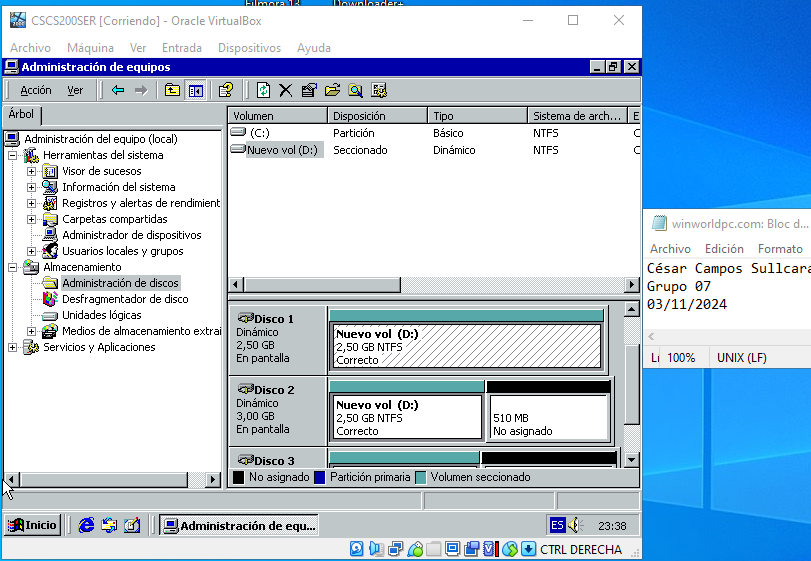 Filmora 13
Downloader+
CSCS200SER [Corriendo] - Oracle VirtualBox
Archivo Máquina Ver Entrada Dispositivos Ayuda
Administración de equipos
Acción Ver
Árbol
Administración del equipo (local)
Herramientas del sistema
Visor de sucesos
Información del sistema
Registros y alertas de rendimient
Carpetas compartidas
Administrador de dispositivos
Usuarios locales y grupos
Almacenamiento
Administración de discos
Desfragmentador de disco
Unidades lógicas
Medios de almacenamiento extrai
Servicios y Aplicaciones
Volumen Disposición Tipo Sistema de arch... E
(C:) Partición Básico NTFS C
Nuevo vol (D:) Seccionado Dinámico NTFS C
Disco 1
Dinámico
2,50 GB
En pantalla
Nuevo vol (D:)
2,50 GB NTFS
Correcto
Disco 2
Dinámico
3,00 GB
En pantalla
Nuevo vol (D:)
2,50 GB NTFS
Correcto
510 MB
No asignado
Disco 3
No asignado Partición primaria Volumen seccionado
Inicio
Administración de equ...
ES
23:38
CTRL DERECHA
winworldpc.com: Bloc d...
Archivo Edición Formato
César Campos Sullcara
Grupo 07
03/11/2024
100% UNIX (LF)